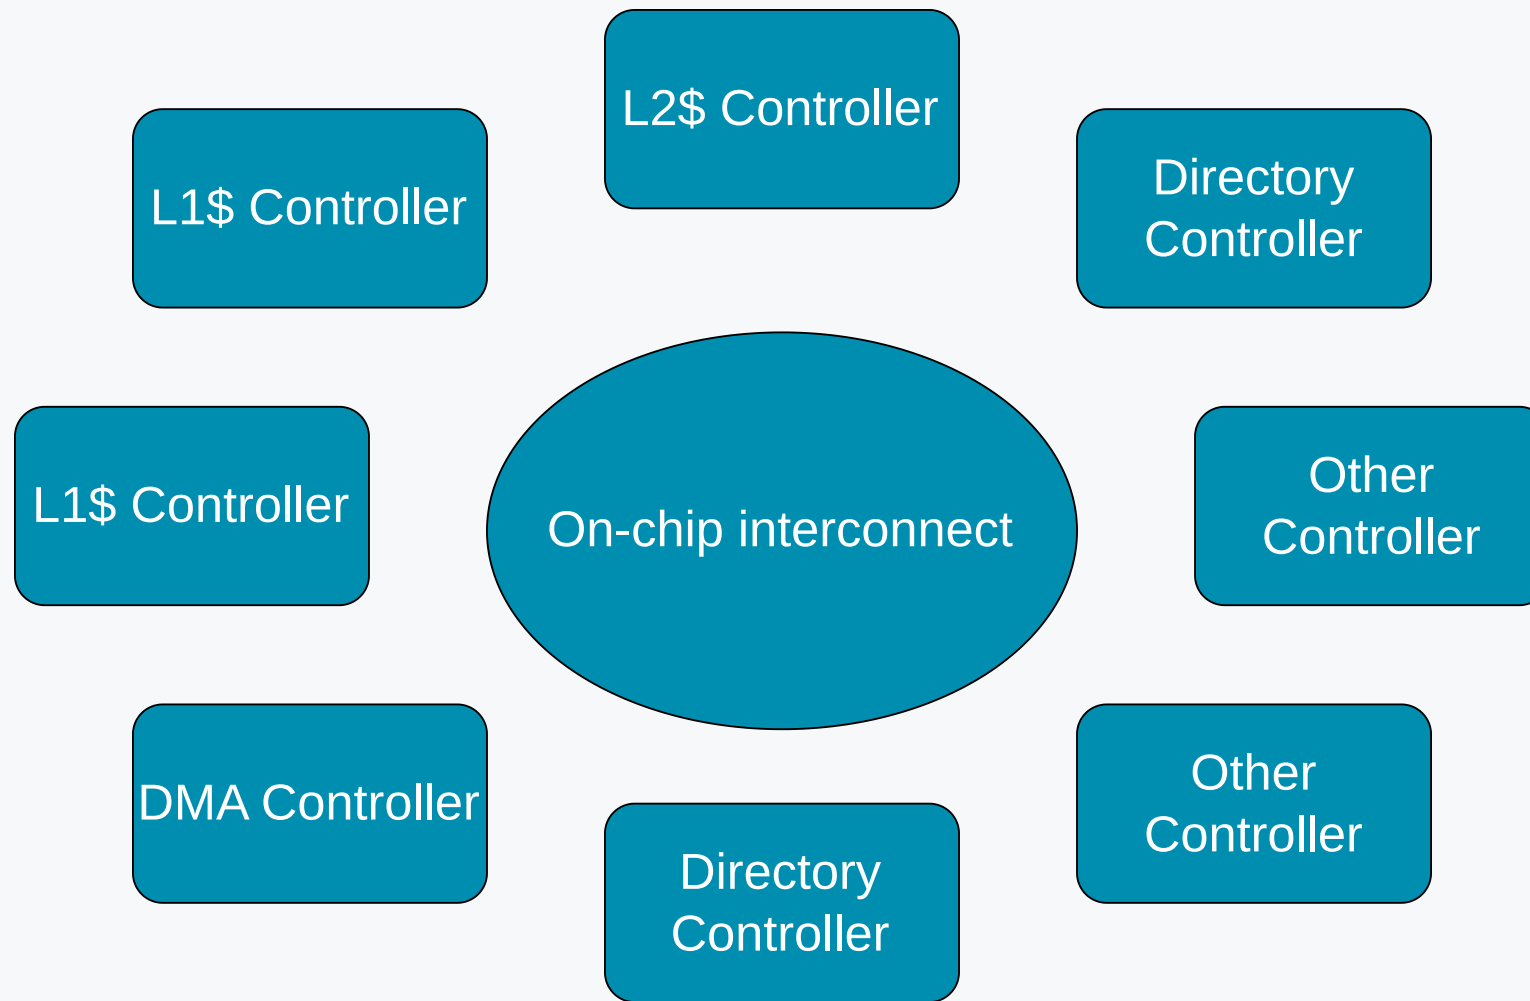 L2$ Controller
L1$ Controller
Directory
Controller
L1$ Controller
On-chip interconnect
Other
Controller
DMA Controller
Other
Controller
Directory
Controller